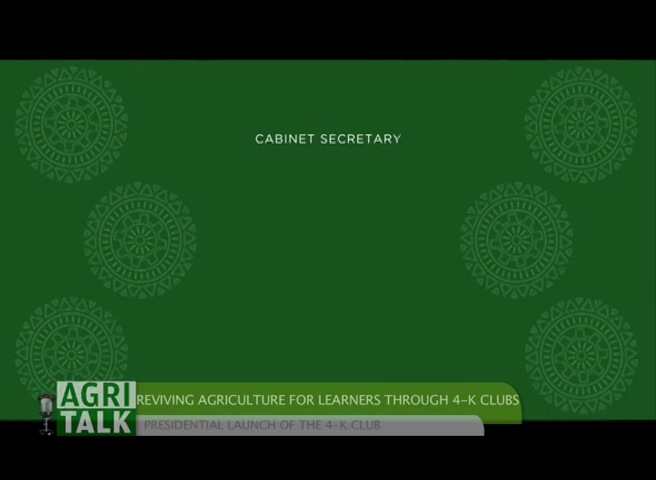 CABINET SECRETARY
AGRI
TALK
REVIVING AGRICULTURE FOR LEARNERS THROUGH 4-K CLUBS
PRESIDENTIAL LAUNCH OF THE 4-K CLUB